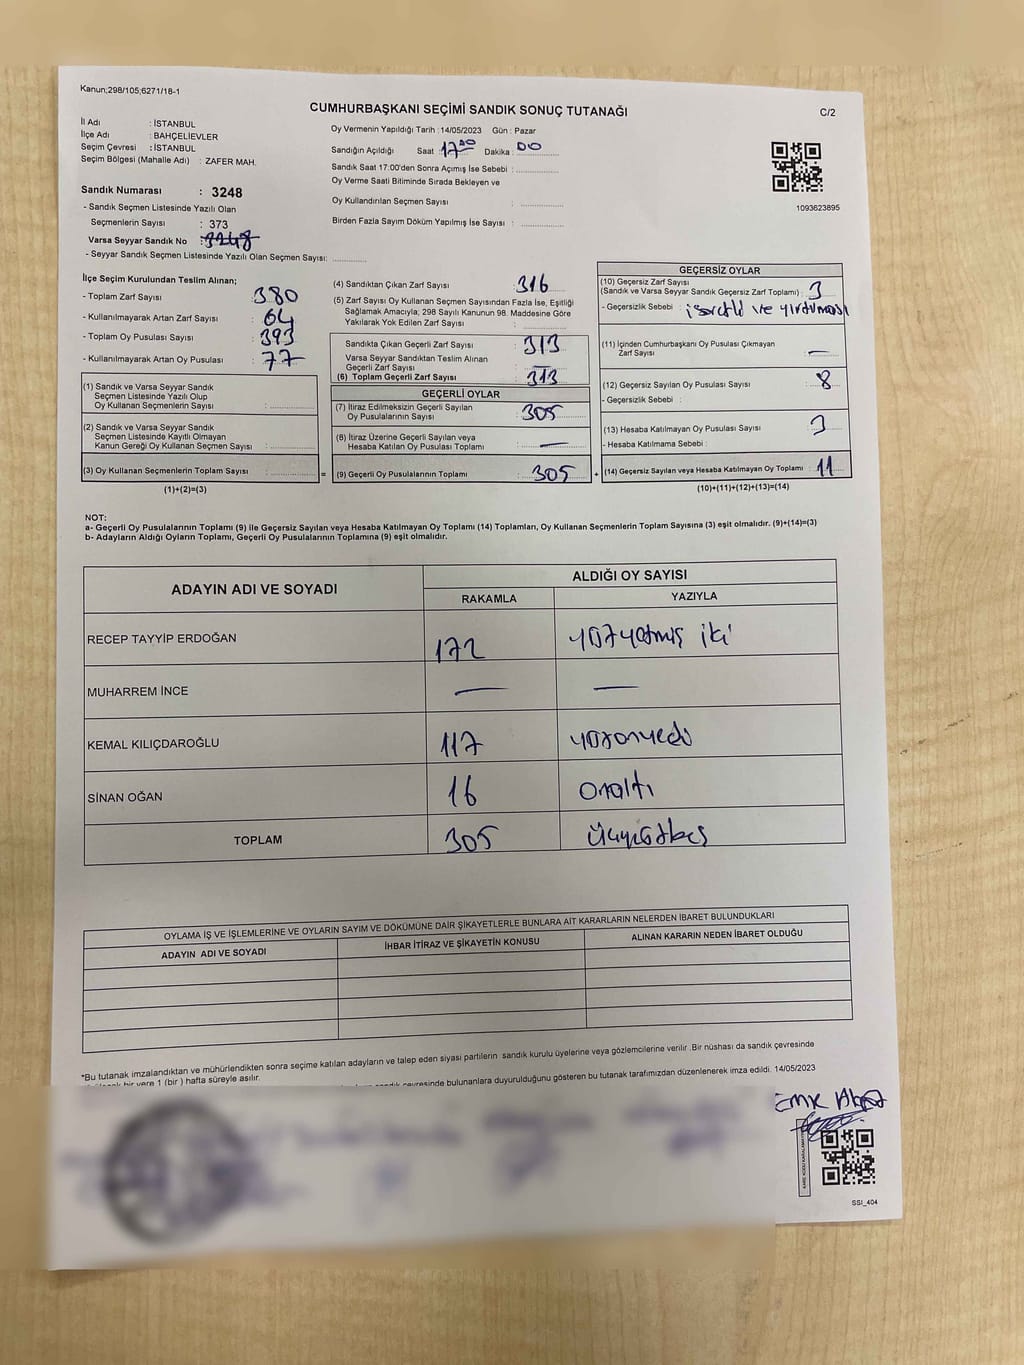 Kanun;298/105;6271/18-1
CUMHURBAŞKANI SEÇİMİ SANDIK SONUÇ TUTANAĞI
C/2
İl Adı : İSTANBUL
İlçe Adı : BAHÇELİEVLER
Seçim Çevresi : İSTANBUL
Seçim Bölgesi (Mahalle Adı) : ZAFER MAH.
Sandık Numarası : 3248
- Sandık Seçmen Listesinde Yazılı Olan
Seçmenlerin Sayısı : 373
Varsa Seyyar Sandık No : 3248
- Seyyar Sandık Seçmen Listesinde Yazılı Olan Seçmen Sayısı: ............
Oy Vermenin Yapıldığı Tarih : 14/05/2023 Gün : Pazar
Sandığın Açıldığı Saat : 17⁰⁰ Dakika : 00
Sandık Saat 17:00'den Sonra Açımış İse Sebebi : ............
Oy Verme Saati Bitiminde Sırada Bekleyen ve
Oy Kullandırılan Seçmen Sayısı : ............
Birden Fazla Sayım Döküm Yapılmış İse Sayısı : ............
1093623895
İlçe Seçim Kurulundan Teslim Alınan;
- Toplam Zarf Sayısı 380
- Kullanılmayarak Artan Zarf Sayısı 64
- Toplam Oy Pusulası Sayısı 393
- Kullanılmayarak Artan Oy Pusulası 77
(1) Sandık ve Varsa Seyyar Sandık
Seçmen Listesinde Yazılı Olup
Oy Kullanan Seçmenlerin Sayısı : ............
(2) Sandık ve Varsa Seyyar Sandık
Seçmen Listesinde Kayıtlı Olmayan
Kanun Gereği Oy Kullanan Seçmen Sayısı : ............
(3) Oy Kullanan Seçmenlerin Toplam Sayısı : ............ =
(1)+(2)=(3)
(4) Sandıktan Çıkan Zarf Sayısı : 316
(5) Zarf Sayısı Oy Kullanan Seçmen Sayısından Fazla İse, Eşitliği
Sağlamak Amacıyla; 298 Sayılı Kanunun 98. Maddesine Göre
Yakılarak Yok Edilen Zarf Sayısı : ............
Sandıkta Çıkan Geçerli Zarf Sayısı : 313
Varsa Seyyar Sandıktan Teslim Alınan
Geçerli Zarf Sayısı : —
(6) Toplam Geçerli Zarf Sayısı : 313
GEÇERLİ OYLAR
(7) İtiraz Edilmeksizin Geçerli Sayılan
Oy Pusulalarının Sayısı : 305
(8) İtiraz Üzerine Geçerli Sayılan veya
Hesaba Katılan Oy Pusulası Toplamı : —
(9) Geçerli Oy Pusulalarının Toplamı : 305 +
GEÇERSİZ OYLAR
(10) Geçersiz Zarf Sayısı
(Sandık ve Varsa Seyyar Sandık Geçersiz Zarf Toplamı) : 3
- Geçersizlik Sebebi : işaretli ve yırtılması
(11) İçinden Cumhurbaşkanı Oy Pusulası Çıkmayan
Zarf Sayısı : —
(12) Geçersiz Sayılan Oy Pusulası Sayısı : 8
- Geçersizlik Sebebi :
(13) Hesaba Katılmayan Oy Pusulası Sayısı : 3
- Hesaba Katılmama Sebebi :
(14) Geçersiz Sayılan veya Hesaba Katılmayan Oy Toplamı : 11
(10)+(11)+(12)+(13)=(14)
NOT:
a- Geçerli Oy Pusulalarının Toplamı (9) ile Geçersiz Sayılan veya Hesaba Katılmayan Oy Toplamı (14) Toplamları, Oy Kullanan Seçmenlerin Toplam Sayısına (3) eşit olmalıdır. (9)+(14)=(3)
b- Adayların Aldığı Oyların Toplamı, Geçerli Oy Pusulalarının Toplamına (9) eşit olmalıdır.
ADAYIN ADI VE SOYADI
ALDIĞI OY SAYISI
RAKAMLA YAZIYLA
RECEP TAYYİP ERDOĞAN 172 yüzyetmiş iki
MUHARREM İNCE — —
KEMAL KILIÇDAROĞLU 117 yüzonyedi
SİNAN OĞAN 16 Onaltı
TOPLAM 305 Üçyüzbeş
OYLAMA İŞ VE İŞLEMLERİNE VE OYLARIN SAYIM VE DÖKÜMÜNE DAİR ŞİKAYETLERLE BUNLARA AİT KARARLARIN NELERDEN İBARET BULUNDUKLARI
ADAYIN ADI VE SOYADI İHBAR İTİRAZ VE ŞİKAYETİN KONUSU ALINAN KARARIN NEDEN İBARET OLDUĞU
*Bu tutanak imzalandıktan ve mühürlendikten sonra seçime katılan adayların ve talep eden siyasi partilerin sandık kurulu üyelerine veya gözlemcilerine verilir .Bir nüshası da sandık çevresinde
bir yere 1 (bir ) hafta süreyle asılır.
çevresinde bulunanlara duyurulduğunu gösteren bu tutanak tarafımızdan düzenlenerek imza edildi. 14/05/2023
SSI_404